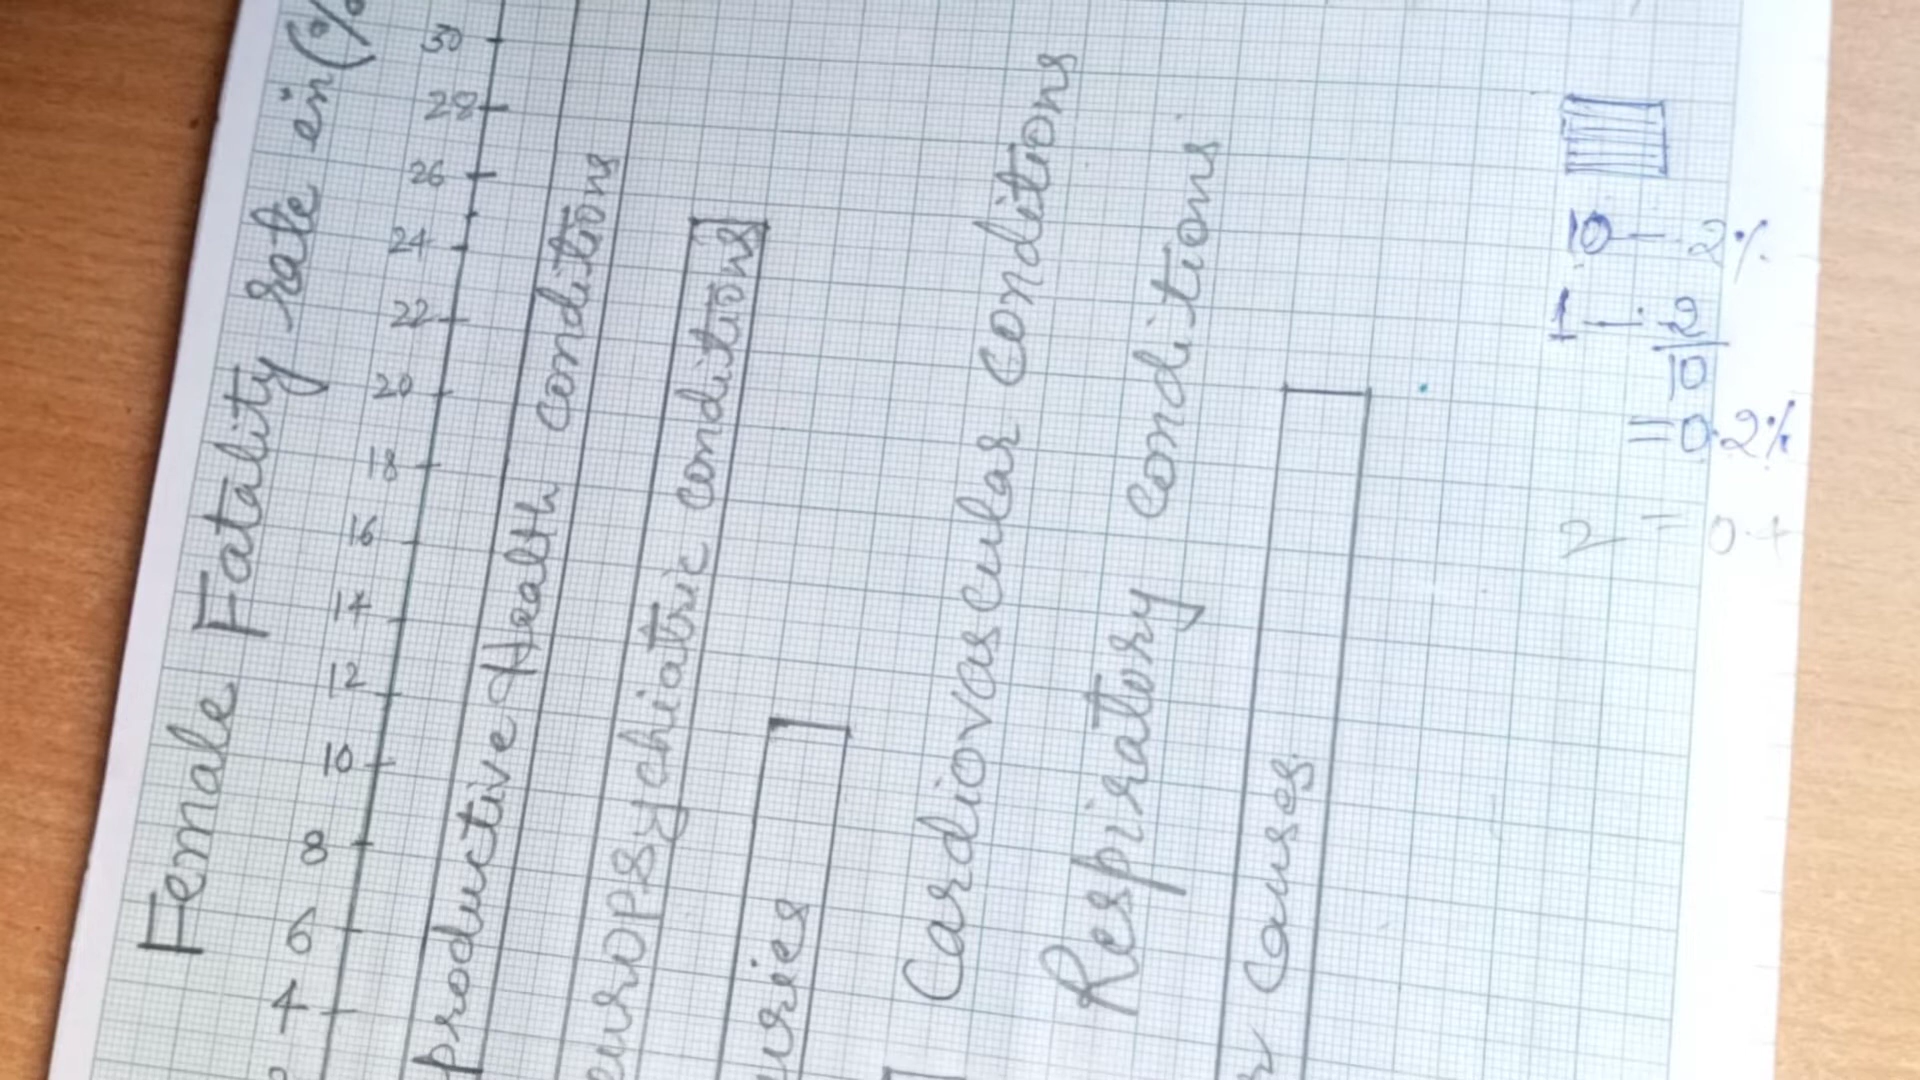 Female Fatality rate in (%
4
6
8
10
12
14
16
18
20
22
24
26
28
30
productive Health conditions
europsychiatric conditions
uries
Cardiovascular conditions
Respiratory conditions
r causes
10 — 2%
1 — 2/10
= 0.2%
2 = 0